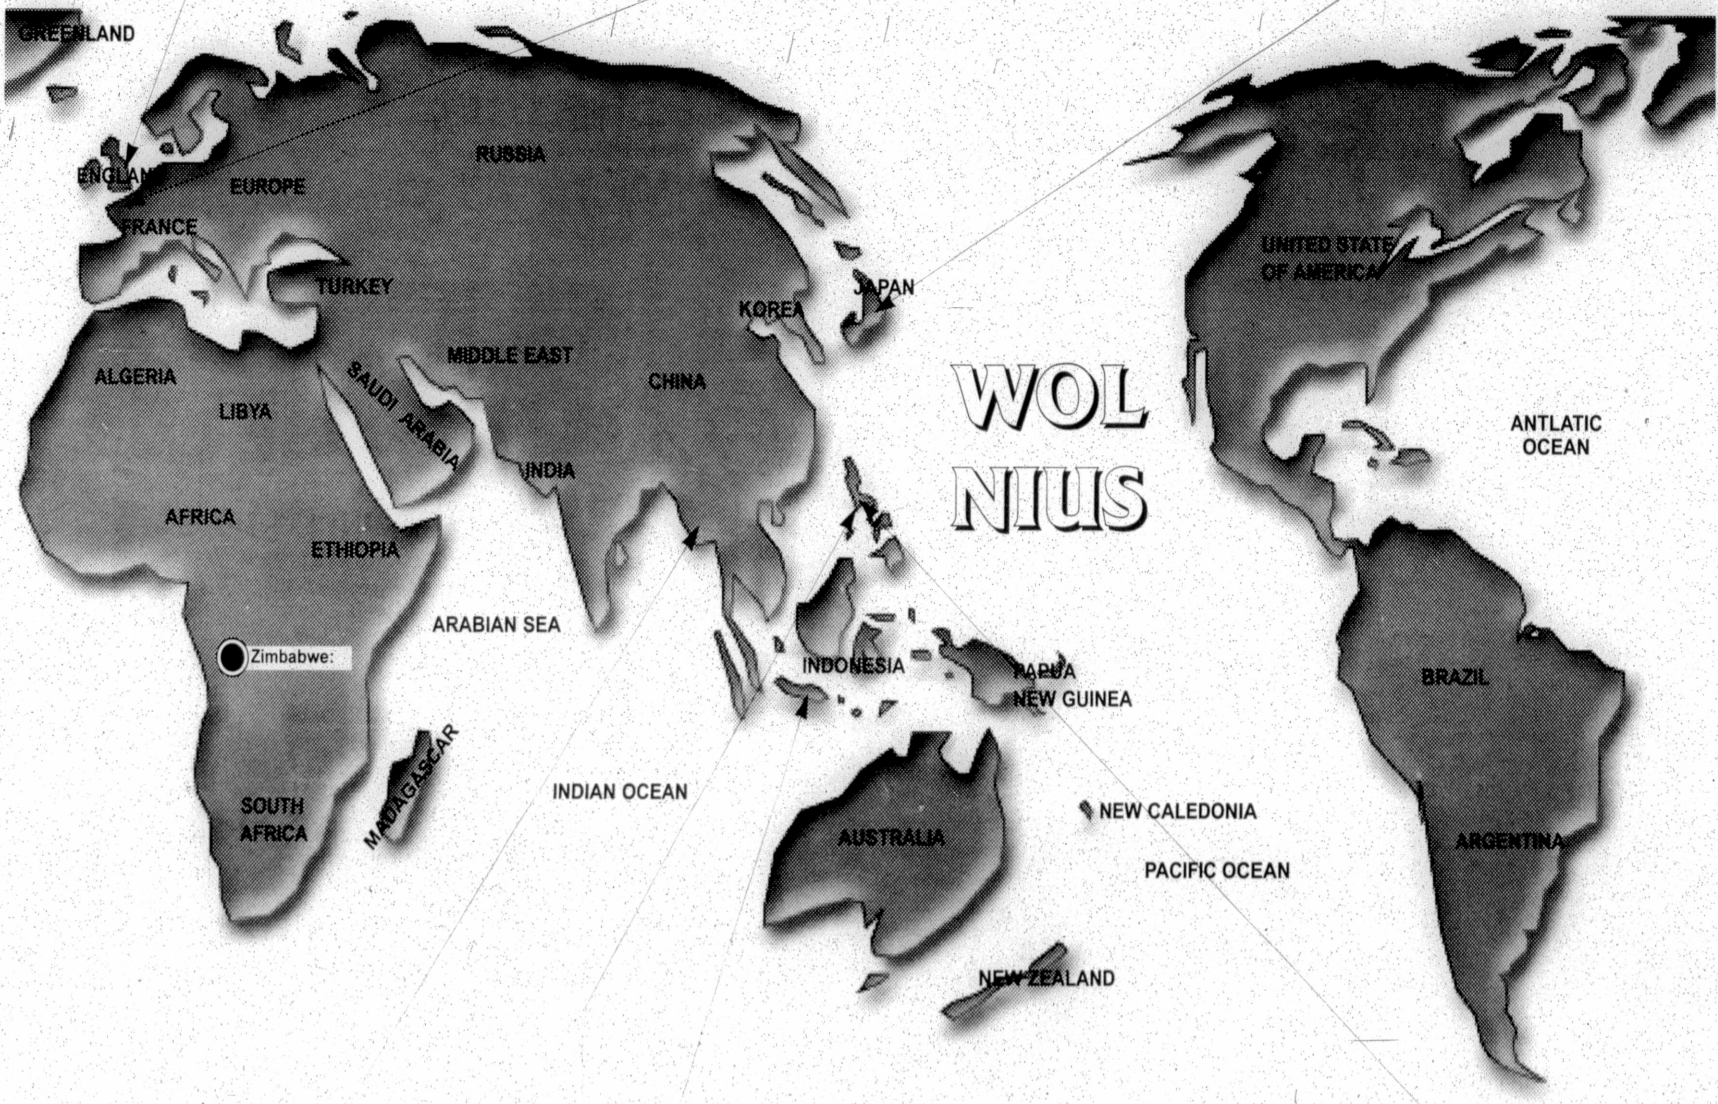 GREENLAND
ENGLAND
EUROPE
RUSSIA
FRANCE
TURKEY
JAPAN
KOREA
UNITED STATE
OF AMERICA
MIDDLE EAST
ALGERIA
SAUDI ARABIA
CHINA
LIBYA
WOL
NIUS
ANTLATIC
OCEAN
INDIA
AFRICA
ETHIOPIA
ARABIAN SEA
Zimbabwe:
INDONESIA
PAPUA
NEW GUINEA
BRAZIL
MADAGASCAR
INDIAN OCEAN
SOUTH
AFRICA
NEW CALEDONIA
AUSTRALIA
ARGENTINA
PACIFIC OCEAN
NEW ZEALAND